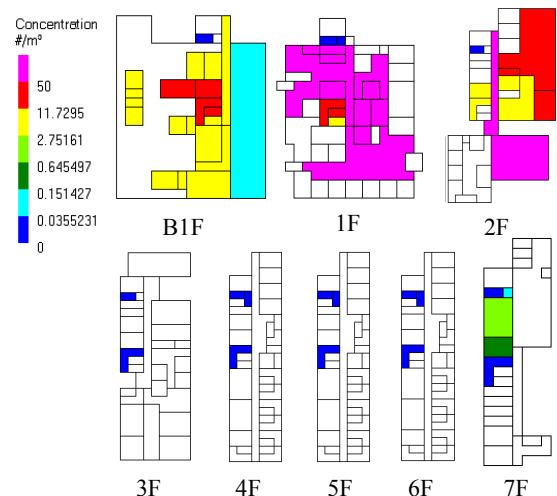 Concentration
#/m³
50
11.7295
2.75161
0.645497
0.151427
0.0355231
0
B1F
1F
2F
3F
4F
5F
6F
7F